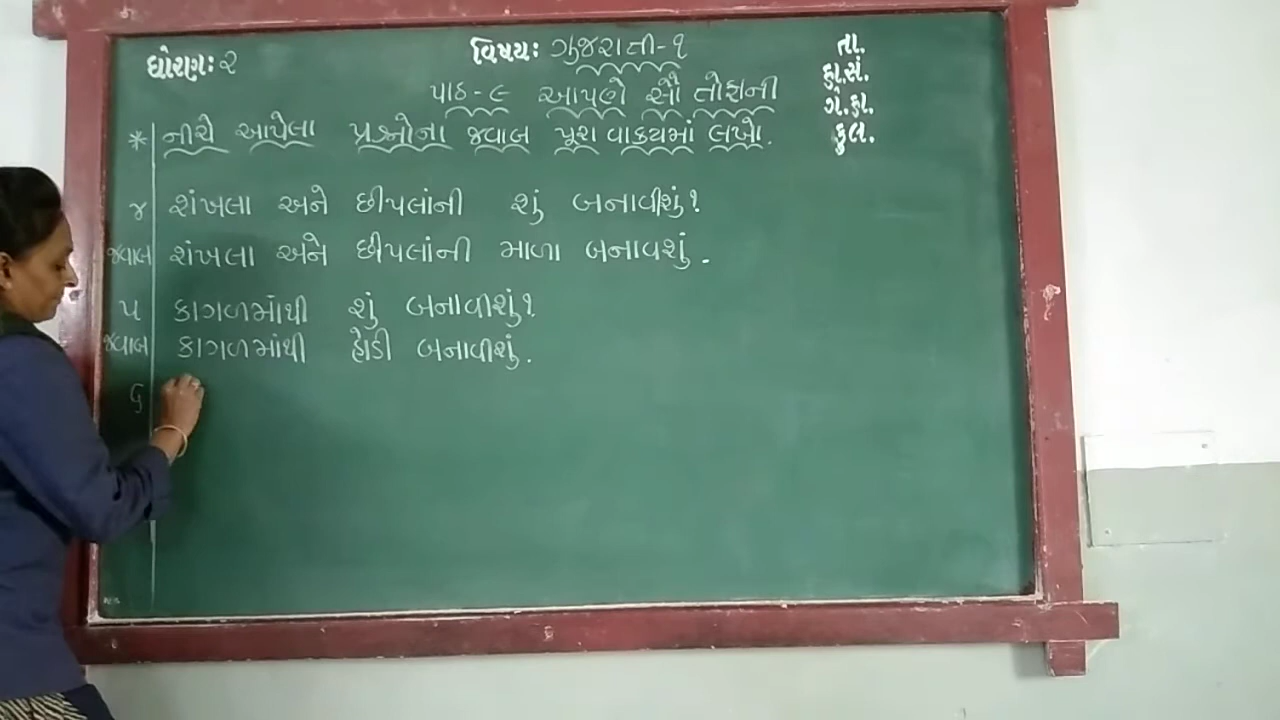 ધોરણઃ ૨
વિષયઃ ગુજરાતી-૧
તા.
હા.સં.
ગે.હા.
કુલ.
પાઠ-૯ આપણે સૌ તોફાની
* નીચે આપેલા પ્રશ્નોના જવાબ પૂરા વાક્યમાં લખો.
૪ શંખલા અને છીપલાંની શું બનાવીશું?
જવાબ શંખલા અને છીપલાંની માળા બનાવશું.
૫ કાગળમાંથી શું બનાવીશું?
જવાબ કાગળમાંથી હોડી બનાવીશું.
૬